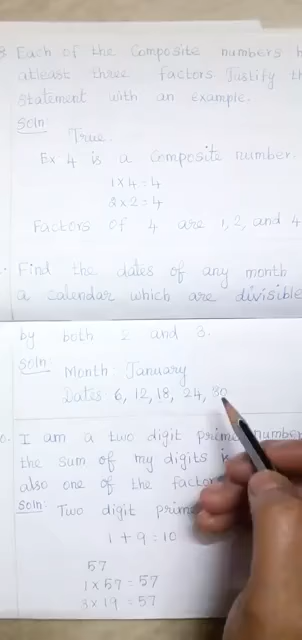 Each of the Composite numbers
atleast three factors Justify
Statement with an example.
Soln
True.
Ex 4 is a Composite number.
1 x 4 = 4
2 x 2 = 4
Factors of 4 are 1, 2, and 4
Find the dates of any month
a calendar which are divisible
by both 2 and 3.
Soln
Month: January
Dates 6, 12, 18, 24, 30
I am a two digit prime number
the sum of my digits is
also one of the factor
Soln: Two digit prime
1 + 9 = 10
57
1 x 57 = 57
3 x 19 = 57